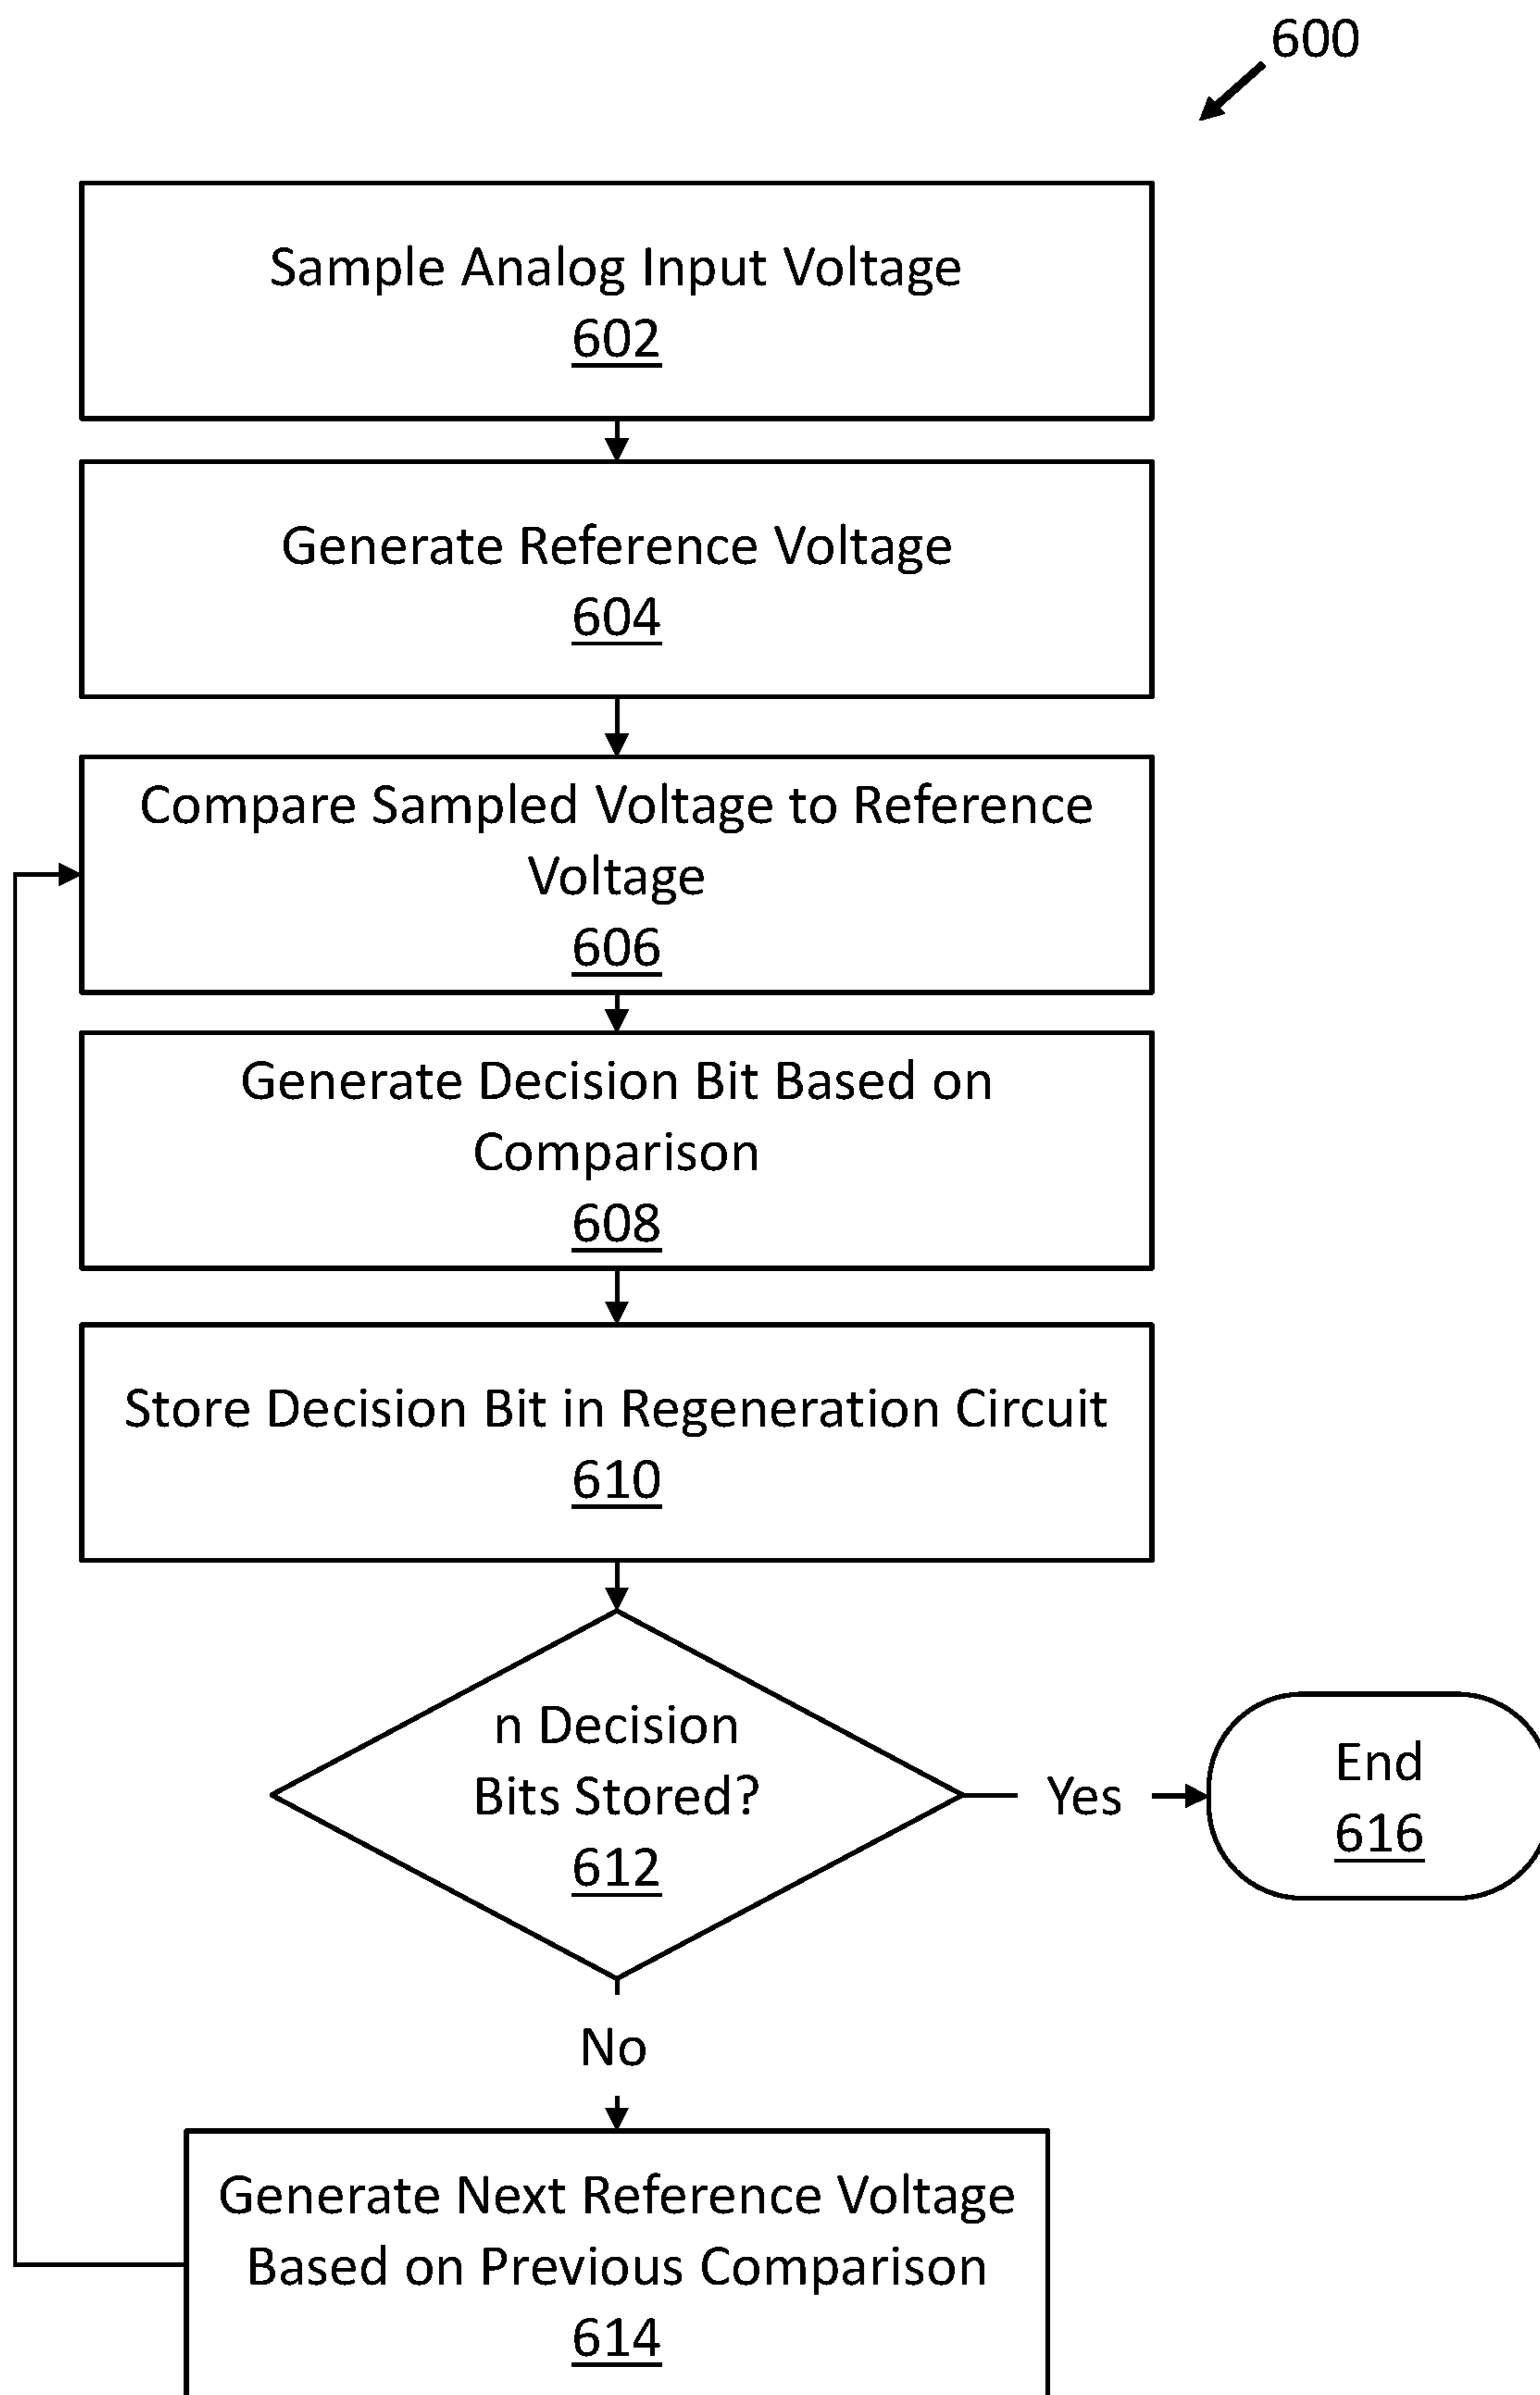 600
Sample Analog Input Voltage
602
Generate Reference Voltage
604
Compare Sampled Voltage to Reference
Voltage
606
Generate Decision Bit Based on
Comparison
608
Store Decision Bit in Regeneration Circuit
610
n Decision
Bits Stored?
612
Yes
End
616
No
Generate Next Reference Voltage
Based on Previous Comparison
614